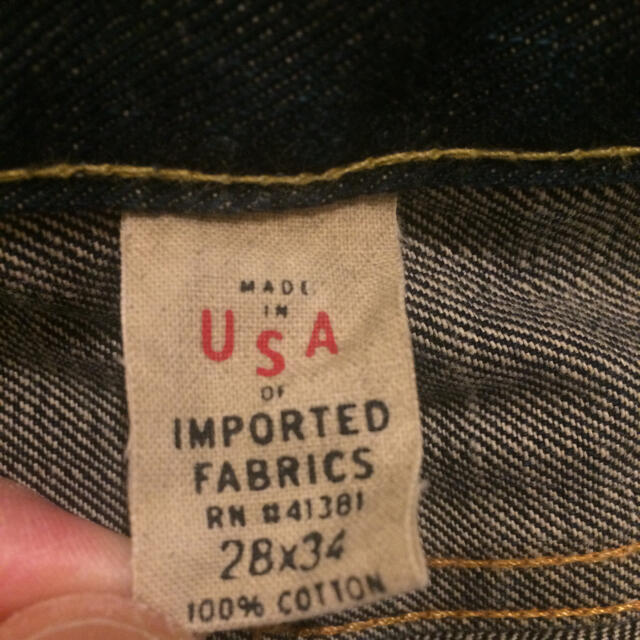 MADE
IN
USA
OF
IMPORTED
FABRICS
RN #41381
28x34
100% COTTON